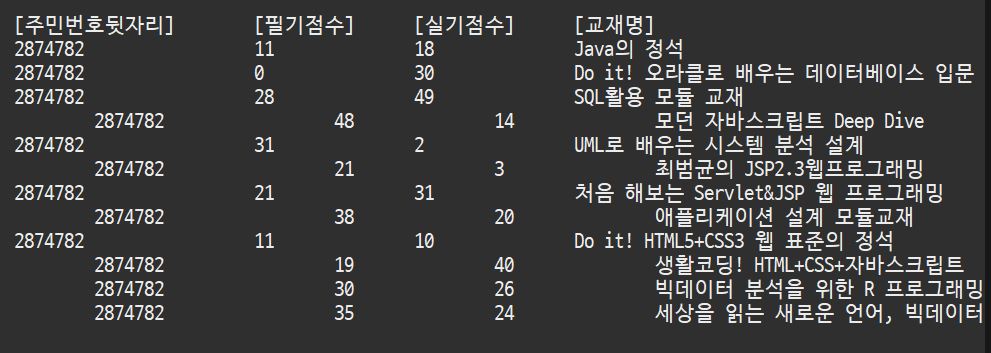 [주민번호뒷자리] [필기점수] [실기점수] [교재명]
2874782 11 18 Java의 정석
2874782 0 30 Do it! 오라클로 배우는 데이터베이스 입문
2874782 28 49 SQL활용 모듈 교재
2874782 48 14 모던 자바스크립트 Deep Dive
2874782 31 2 UML로 배우는 시스템 분석 설계
2874782 21 3 최범균의 JSP2.3웹프로그래밍
2874782 21 31 처음 해보는 Servlet&JSP 웹 프로그래밍
2874782 38 20 애플리케이션 설계 모듈교재
2874782 11 10 Do it! HTML5+CSS3 웹 표준의 정석
2874782 19 40 생활코딩! HTML+CSS+자바스크립트
2874782 30 26 빅데이터 분석을 위한 R 프로그래밍
2874782 35 24 세상을 읽는 새로운 언어, 빅데이터